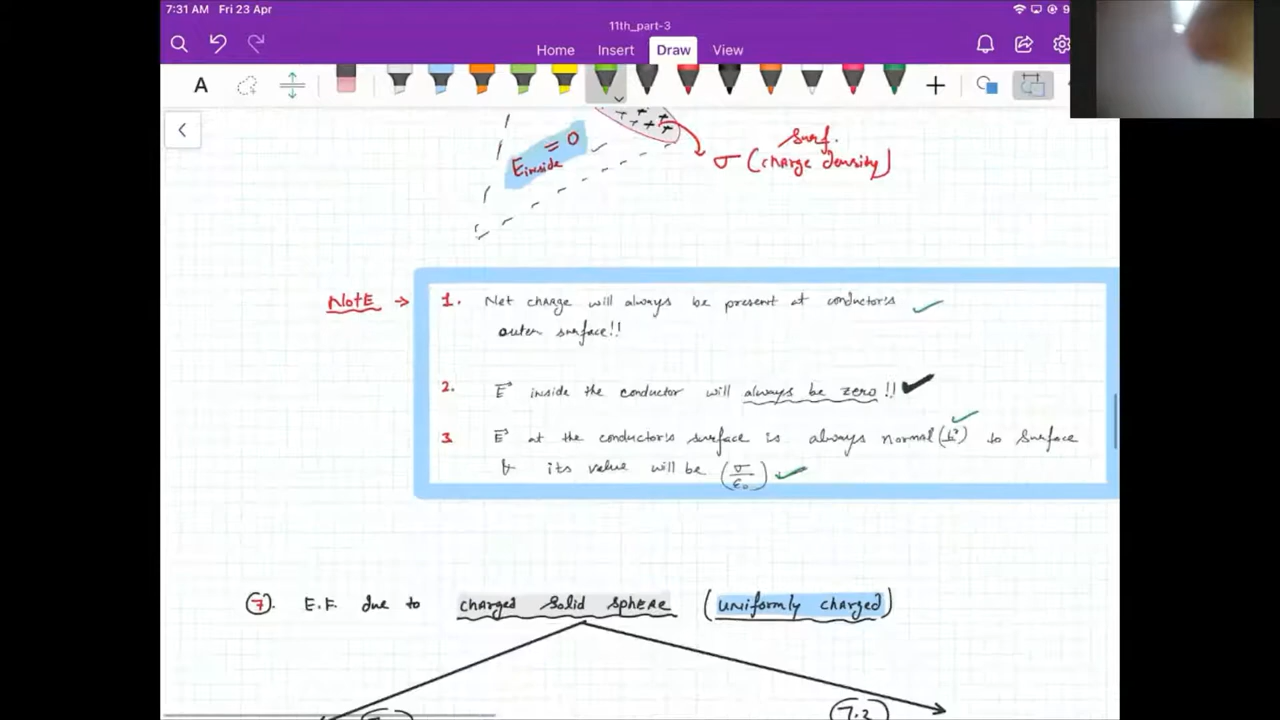 7:31 AM Fri 23 Apr
9
11th_part-3
Home Insert Draw View
A
E inside = 0
surf.
σ (charge density)
NOTE → 1. Net charge will always be present at conductor's
outer surface!!
2. E⃗ inside the conductor will always be zero!!
3 E⃗ at the conductor's surface is always normal (⊥) to surface
& its value will be (σ/ε₀)
7. E.F. due to charged solid sphere (uniformly charged)
7.2